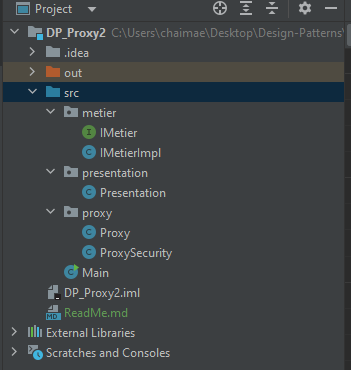 Project
DP_Proxy2 C:\Users\chaimae\Desktop\Design-Patterns\
.idea
out
src
metier
IMetier
IMetierImpl
presentation
Presentation
proxy
Proxy
ProxySecurity
Main
DP_Proxy2.iml
ReadMe.md
External Libraries
Scratches and Consoles